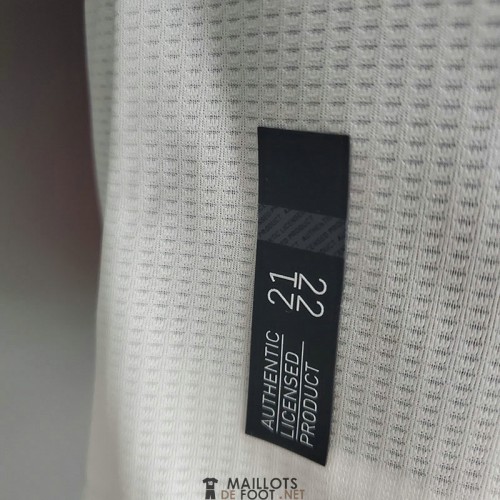 21
22
AUTHENTIC
LICENSED
PRODUCT
MAILLOTS
DE FOOT.NET